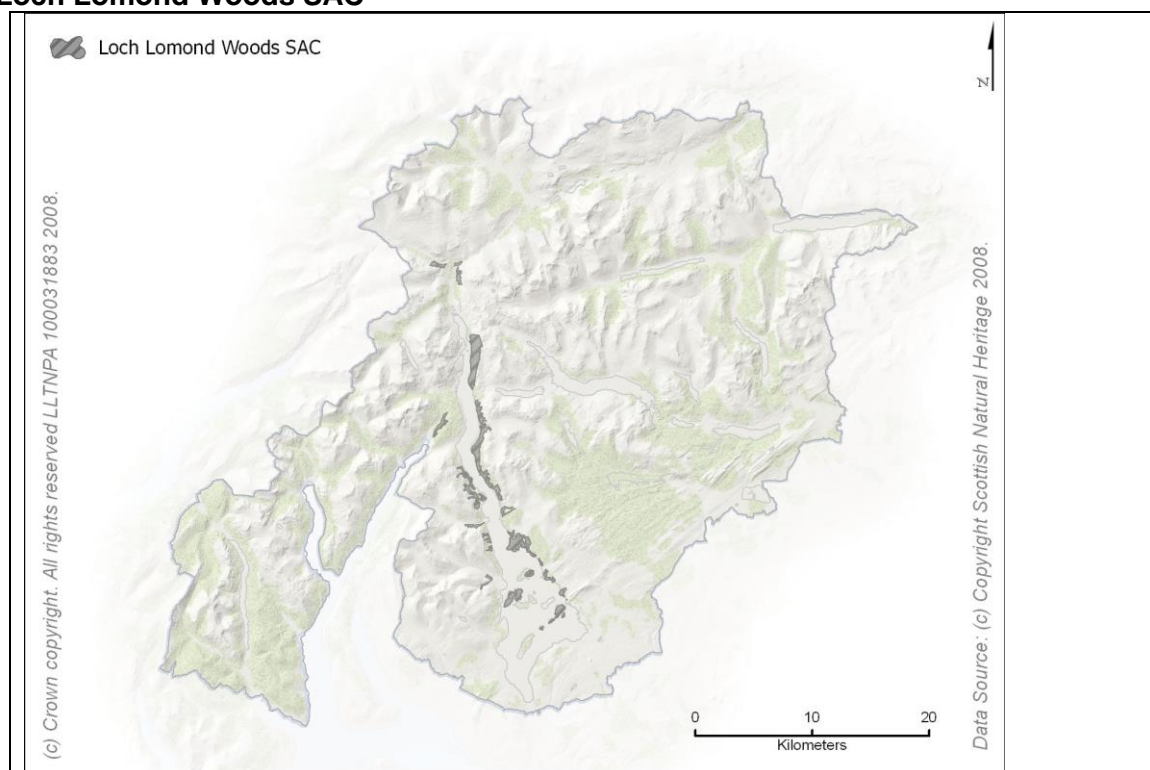 Loch Lomond Woods SAC
Loch Lomond Woods SAC
N
(c) Crown copyright. All rights reserved LLTNPA 100031883 2008.
Data Source: (c) Copyright Scottish Natural Heritage 2008.
0 10 20
Kilometers